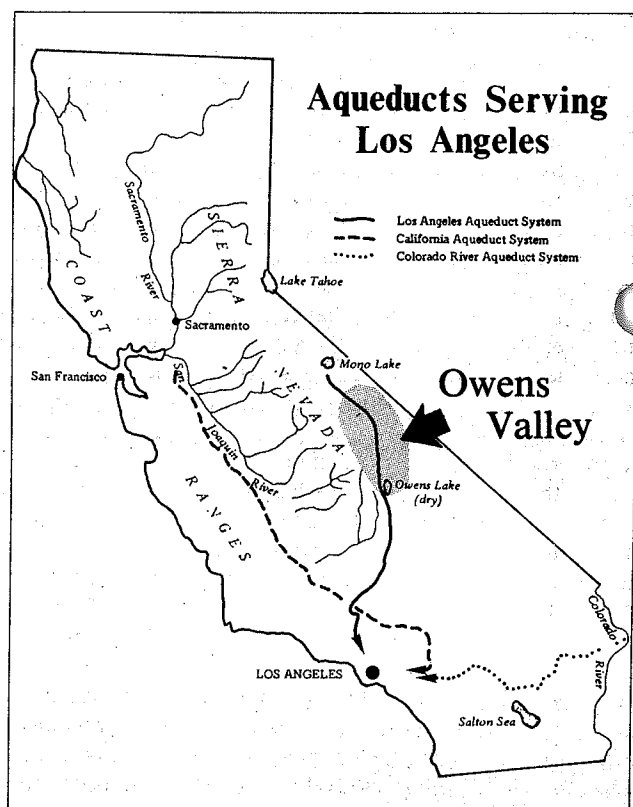 Aqueducts Serving
Los Angeles
Los Angeles Aqueduct System
California Aqueduct System
Colorado River Aqueduct System
Sacramento
River
SIERRA
NEVADA
COAST
RANGES
Lake Tahoe
Sacramento
San Francisco
San
Joaquin
River
Mono Lake
Owens
Valley
Owens Lake
(dry)
Colorado
River
LOS ANGELES
Salton Sea